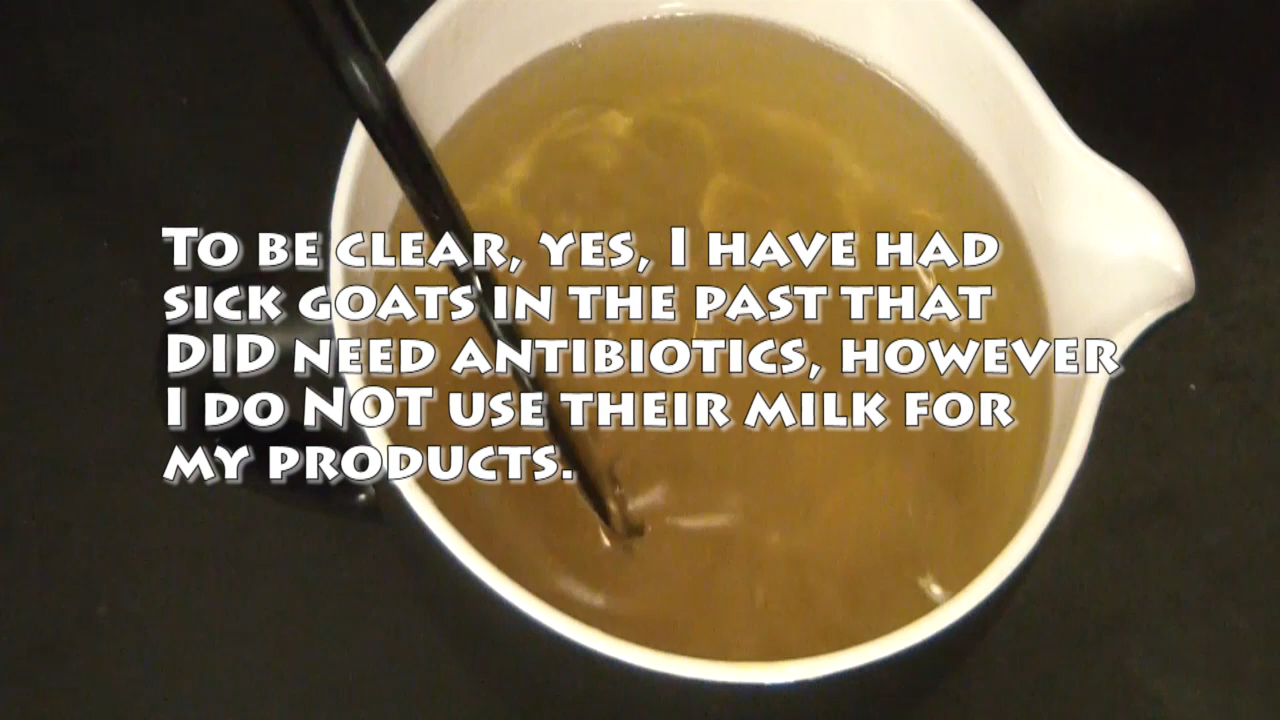 To be clear, yes, I have had
sick goats in the past that
DID need antibiotics, however
I do NOT use their milk for
my products.